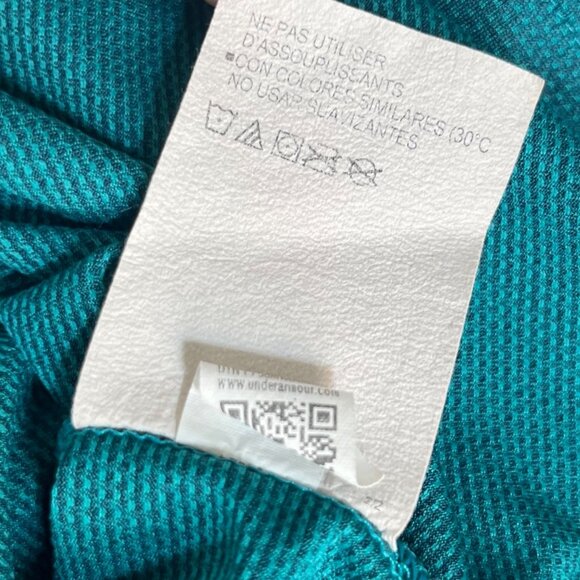 NE PAS UTILISER
D'ASSOUPLISSANTS
•CON COLORES SIMILARES (30°C
NO USAR SUAVIZANTES
www.underarmour.com